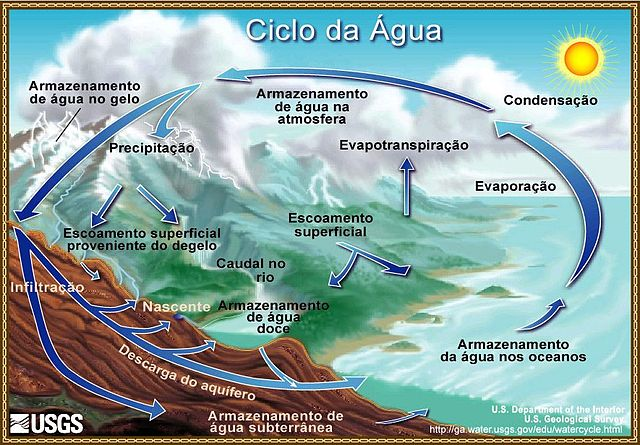 Ciclo da Água
Armazenamento
de água no gelo
Armazenamento
de água na
atmosfera
Condensação
Precipitação
Evapotranspiração
Evaporação
Escoamento superficial
proveniente do degelo
Escoamento
superficial
Caudal no
rio
Infiltração
Nascente
Armazenamento
de água
doce
Armazenamento
da água nos oceanos
Descarga do aquífero
Armazenamento de
água subterrânea
USGS
U.S. Department of the Interior
U.S. Geological Survey
http://ga.water.usgs.gov/edu/watercycle.html